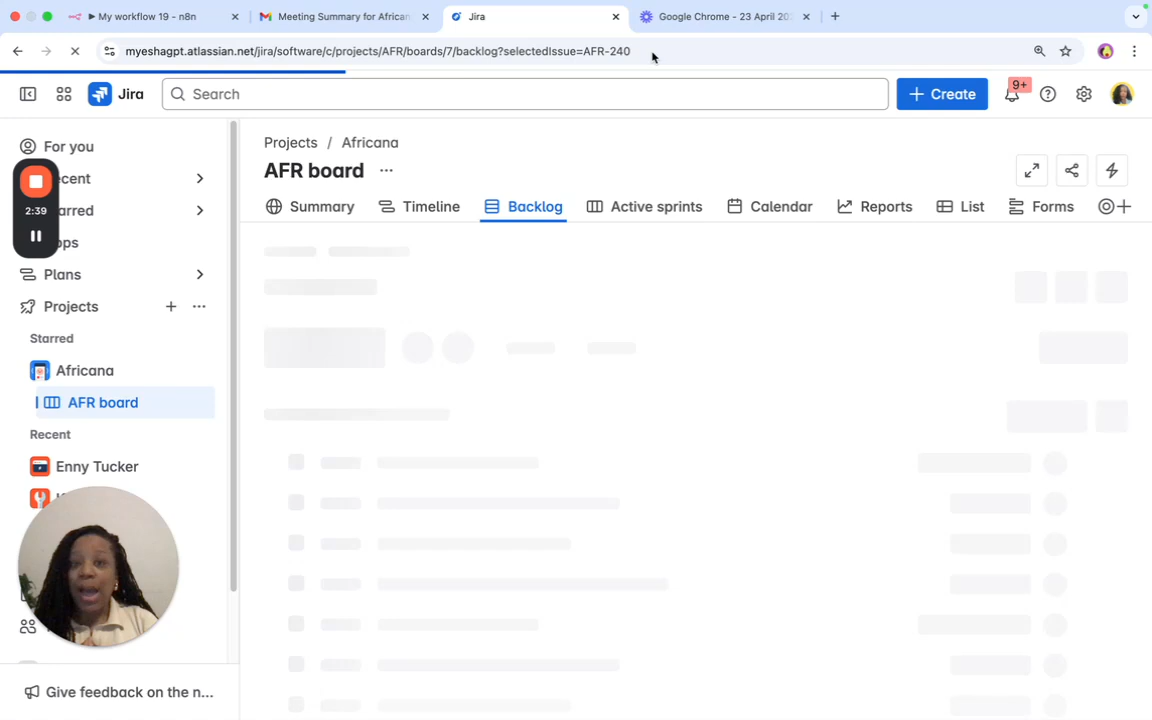 My workflow 19 - n8n
Meeting Summary for African
Jira
Google Chrome - 23 April 202
myeshagpt.atlassian.net/jira/software/c/projects/AFR/boards/7/backlog?selectedIssue=AFR-240
Jira
Search
Create
9+
For you
ecent
2:39
arred
ops
Plans
Projects
Starred
Africana
AFR board
Recent
Enny Tucker
Give feedback on the n...
Projects / Africana
AFR board
Summary
Timeline
Backlog
Active sprints
Calendar
Reports
List
Forms